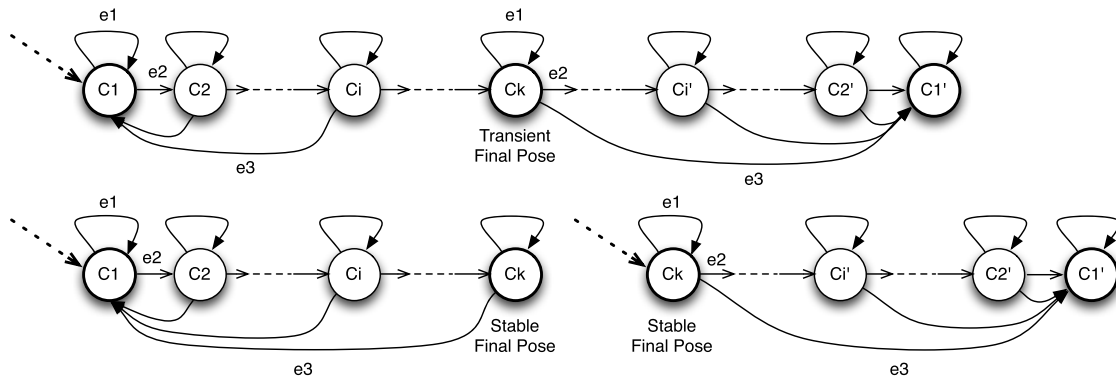 e1
e1
C1
e2
C2
Ci
Ck
e2
Ci'
C2'
C1'
Transient
Final Pose
e3
e3
e1
e1
C1
e2
C2
Ci
Ck
Ck
e2
Ci'
C2'
C1'
Stable
Final Pose
Stable
Final Pose
e3
e3